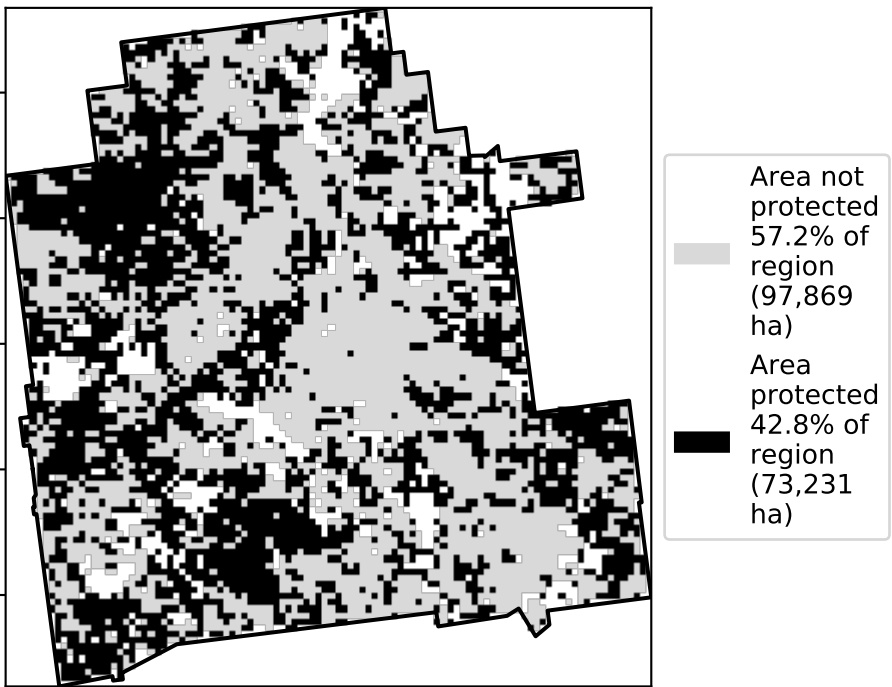 Area not
protected
57.2% of
region
(97,869
ha)
Area
protected
42.8% of
region
(73,231
ha)